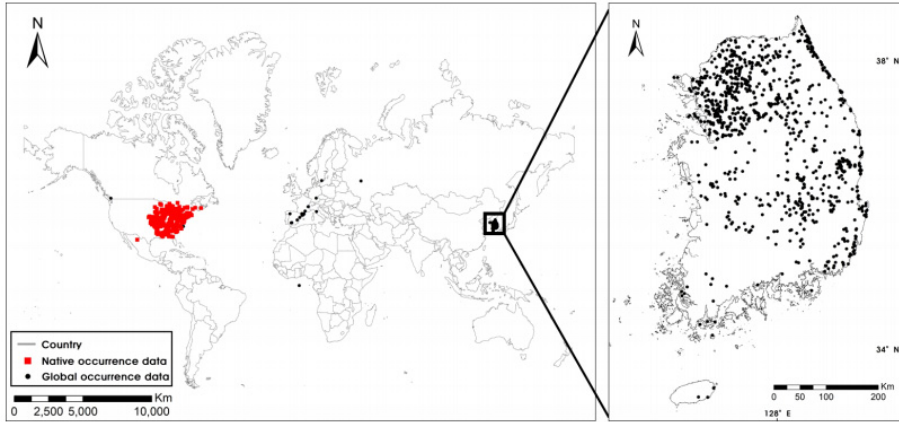 N
Country
Native occurrence data
Global occurrence data
Km
0 2,500 5,000 10,000
N
38° N
34° N
Km
0 50 100 200
128° E